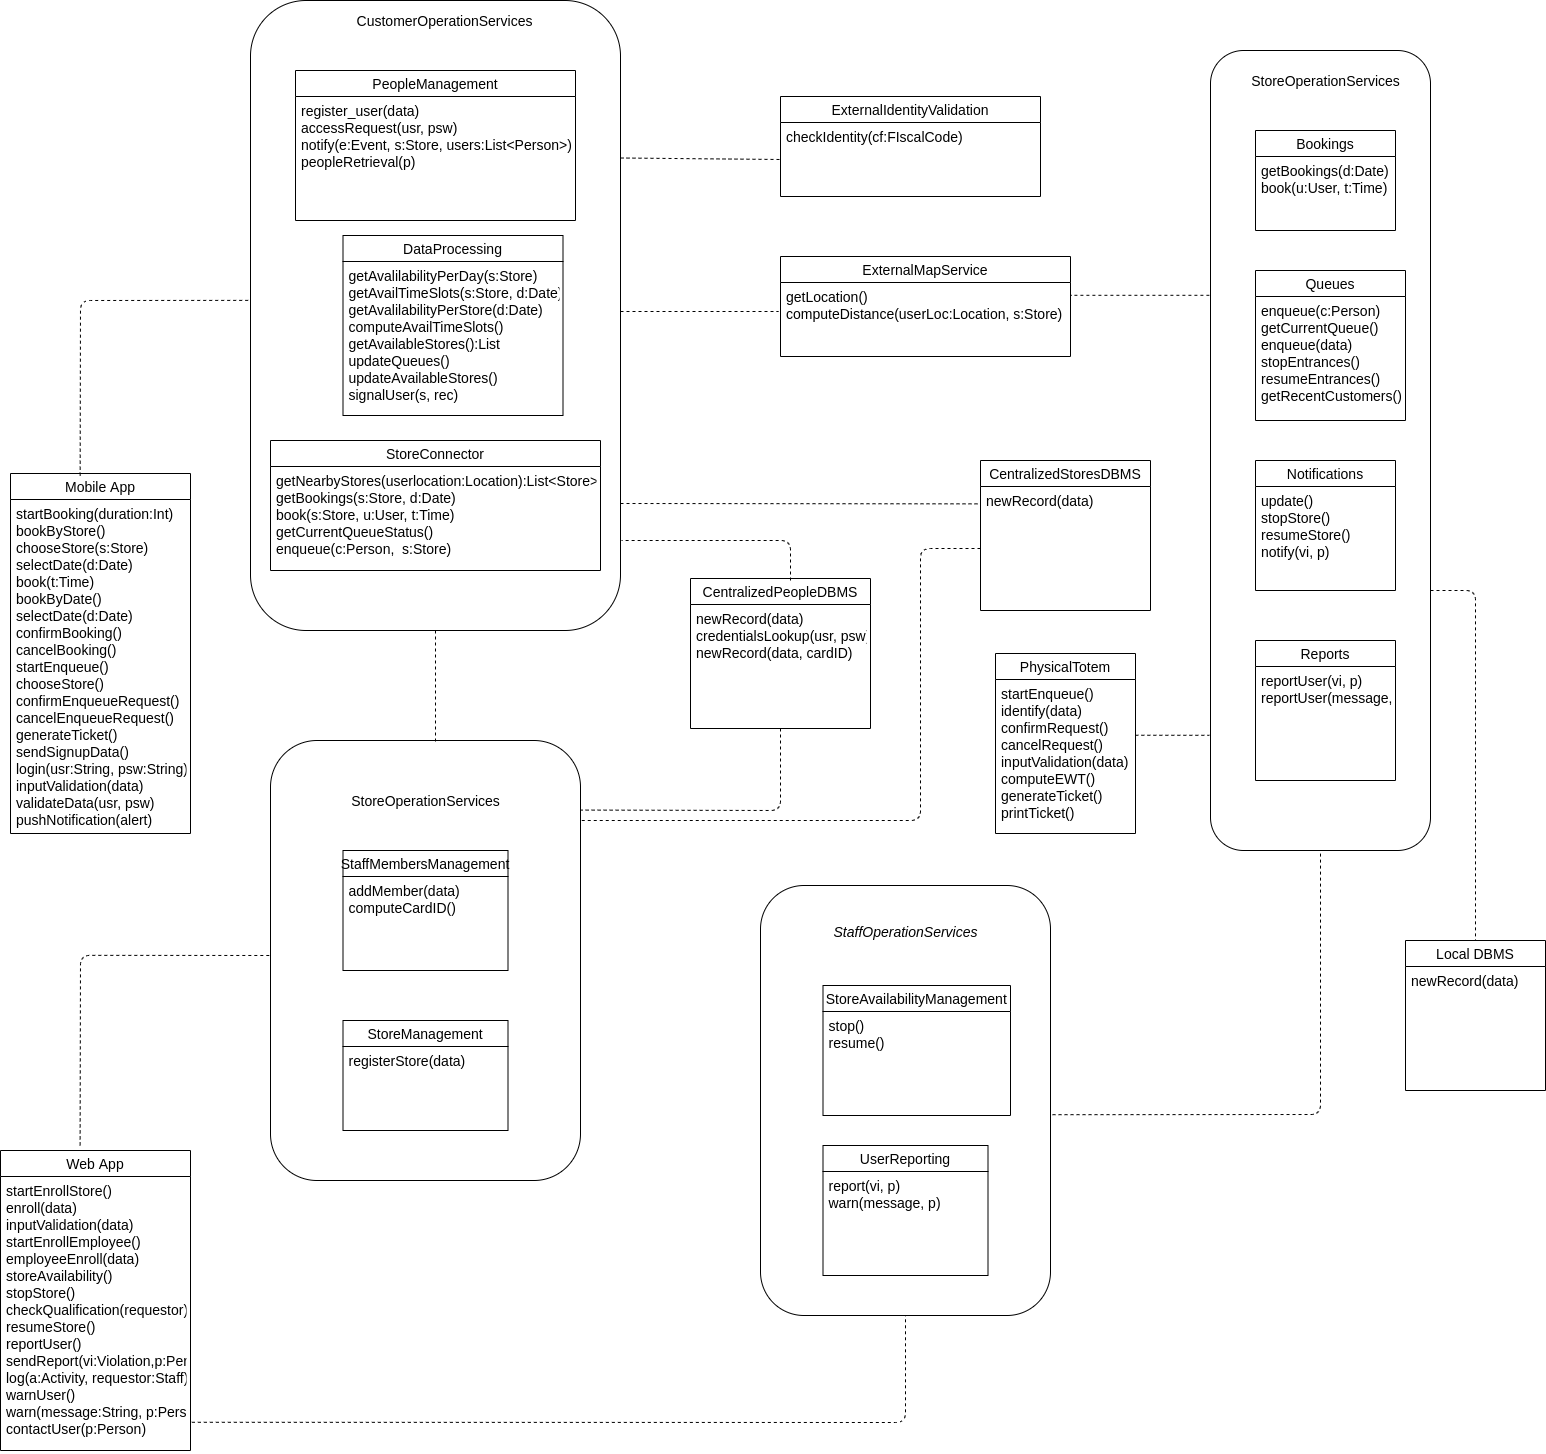 CustomerOperationServices
PeopleManagement
register_user(data)
accessRequest(usr, psw)
notify(e:Event, s:Store, users:List<Person>)
peopleRetrieval(p)
DataProcessing
getAvalilabilityPerDay(s:Store)
getAvailTimeSlots(s:Store, d:Date)
getAvalilabilityPerStore(d:Date)
computeAvailTimeSlots()
getAvailableStores():List
updateQueues()
updateAvailableStores()
signalUser(s, rec)
StoreConnector
getNearbyStores(userlocation:Location):List<Store>
getBookings(s:Store, d:Date)
book(s:Store, u:User, t:Time)
getCurrentQueueStatus()
enqueue(c:Person,  s:Store)
ExternalIdentityValidation
checkIdentity(cf:FIscalCode)
ExternalMapService
getLocation()
computeDistance(userLoc:Location, s:Store)
StoreOperationServices
Bookings
getBookings(d:Date)
book(u:User, t:Time)
Queues
enqueue(c:Person)
getCurrentQueue()
enqueue(data)
stopEntrances()
resumeEntrances()
getRecentCustomers()
Notifications
update()
stopStore()
resumeStore()
notify(vi, p)
Reports
reportUser(vi, p)
reportUser(message,
Mobile App
startBooking(duration:Int)
bookByStore()
chooseStore(s:Store)
selectDate(d:Date)
book(t:Time)
bookByDate()
selectDate(d:Date)
confirmBooking()
cancelBooking()
startEnqueue()
chooseStore()
confirmEnqueueRequest()
cancelEnqueueRequest()
generateTicket()
sendSignupData()
login(usr:String, psw:String)
inputValidation(data)
validateData(usr, psw)
pushNotification(alert)
CentralizedStoresDBMS
newRecord(data)
CentralizedPeopleDBMS
newRecord(data)
credentialsLookup(usr, psw
newRecord(data, cardID)
PhysicalTotem
startEnqueue()
identify(data)
confirmRequest()
cancelRequest()
inputValidation(data)
computeEWT()
generateTicket()
printTicket()
StoreOperationServices
StaffMembersManagement
addMember(data)
computeCardID()
StoreManagement
registerStore(data)
StaffOperationServices
StoreAvailabilityManagement
stop()
resume()
UserReporting
report(vi, p)
warn(message, p)
Local DBMS
newRecord(data)
Web App
startEnrollStore()
enroll(data)
inputValidation(data)
startEnrollEmployee()
employeeEnroll(data)
storeAvailability()
stopStore()
checkQualification(requestor)
resumeStore()
reportUser()
sendReport(vi:Violation,p:Per
log(a:Activity, requestor:Staff)
warnUser()
warn(message:String, p:Pers
contactUser(p:Person)